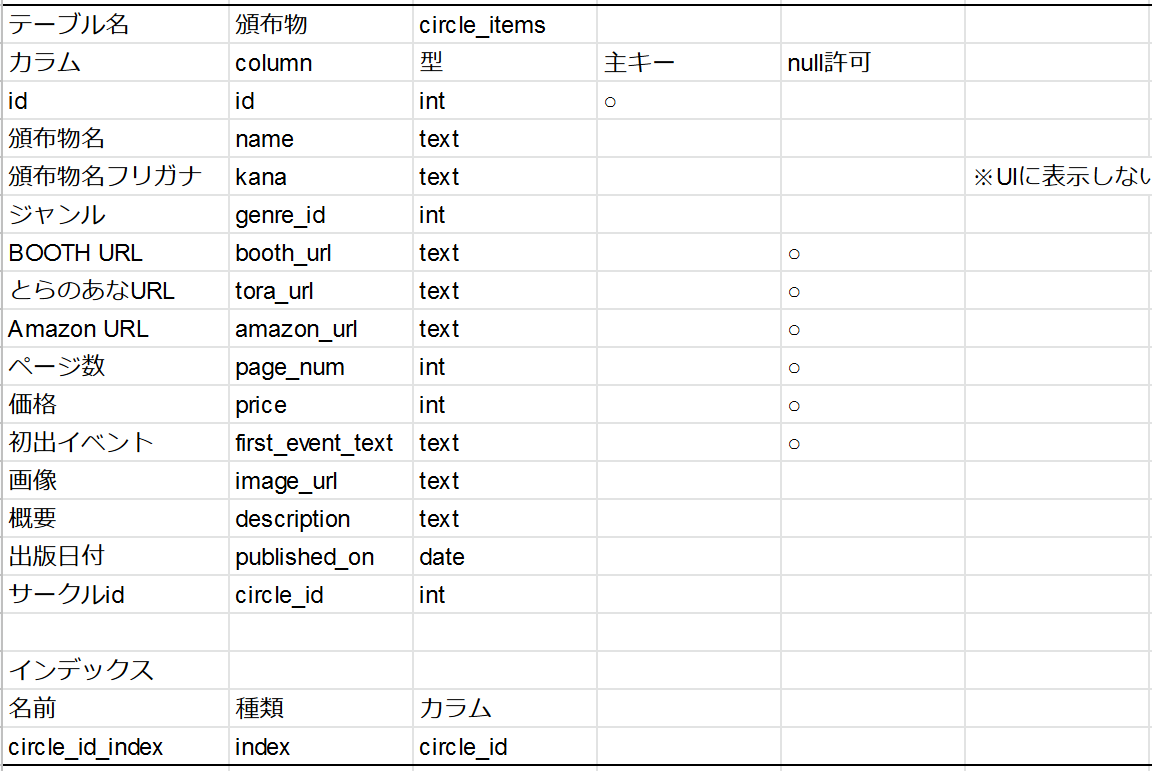 テーブル名 頒布物 circle_items
カラム column 型 主キー null許可
id id int ○
頒布物名 name text
頒布物名フリガナ kana text ※UIに表示しない
ジャンル genre_id int
BOOTH URL booth_url text ○
とらのあなURL tora_url text ○
Amazon URL amazon_url text ○
ページ数 page_num int ○
価格 price int ○
初出イベント first_event_text text ○
画像 image_url text
概要 description text
出版日付 published_on date
サークルid circle_id int
インデックス
名前 種類 カラム
circle_id_index index circle_id